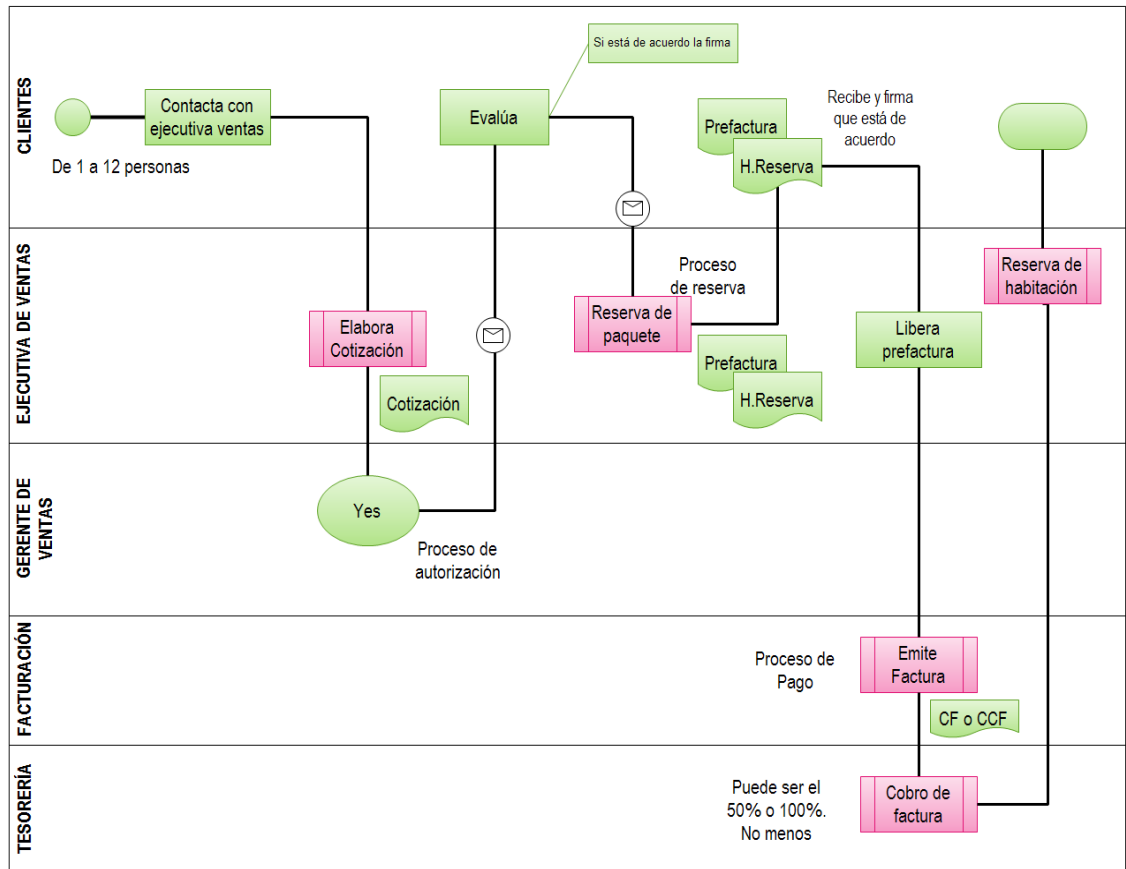 CLIENTES
Si está de acuerdo la firma
Contacta con
ejecutiva ventas
De 1 a 12 personas
Evalúa
Prefactura
H.Reserva
Recibe y firma
que está de
acuerdo
EJECUTIVA DE VENTAS
Elabora
Cotización
Cotización
Reserva de
paquete
Proceso
de reserva
Prefactura
H.Reserva
Libera
prefactura
Reserva de
habitación
GERENTE DE
VENTAS
Yes
Proceso de
autorización
FACTURACIÓN
Proceso de
Pago
Emite
Factura
CF o CCF
TESORERÍA
Puede ser el
50% o 100%.
No menos
Cobro de
factura